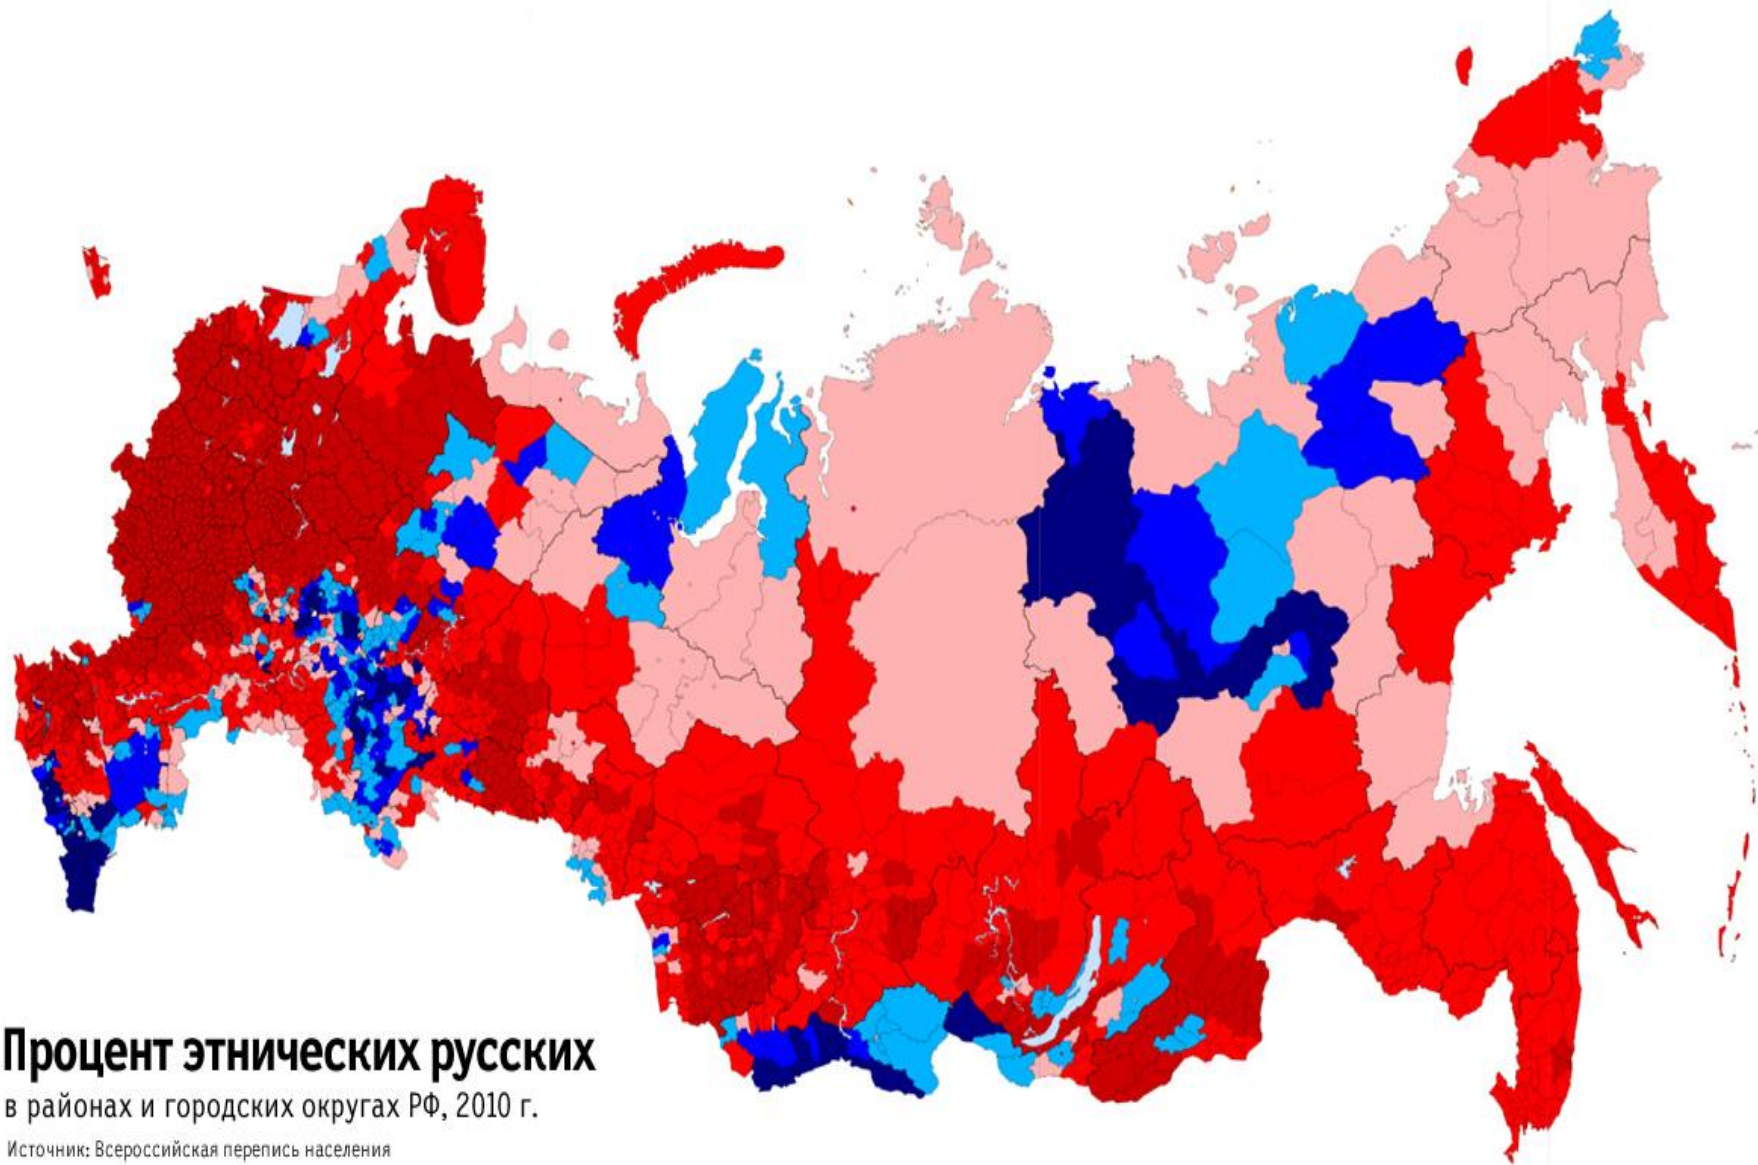 Процент этнических русских
в районах и городских округах РФ, 2010 г.
Источник: Всероссийская перепись населения